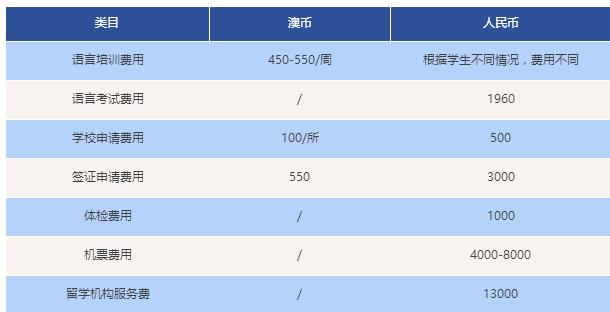 类目 澳币 人民币
语言培训费用 450-550/周 根据学生不同情况，费用不同
语言考试费用 / 1960
学校申请费用 100/所 500
签证申请费用 550 3000
体检费用 / 1000
机票费用 / 4000-8000
留学机构服务费 / 13000